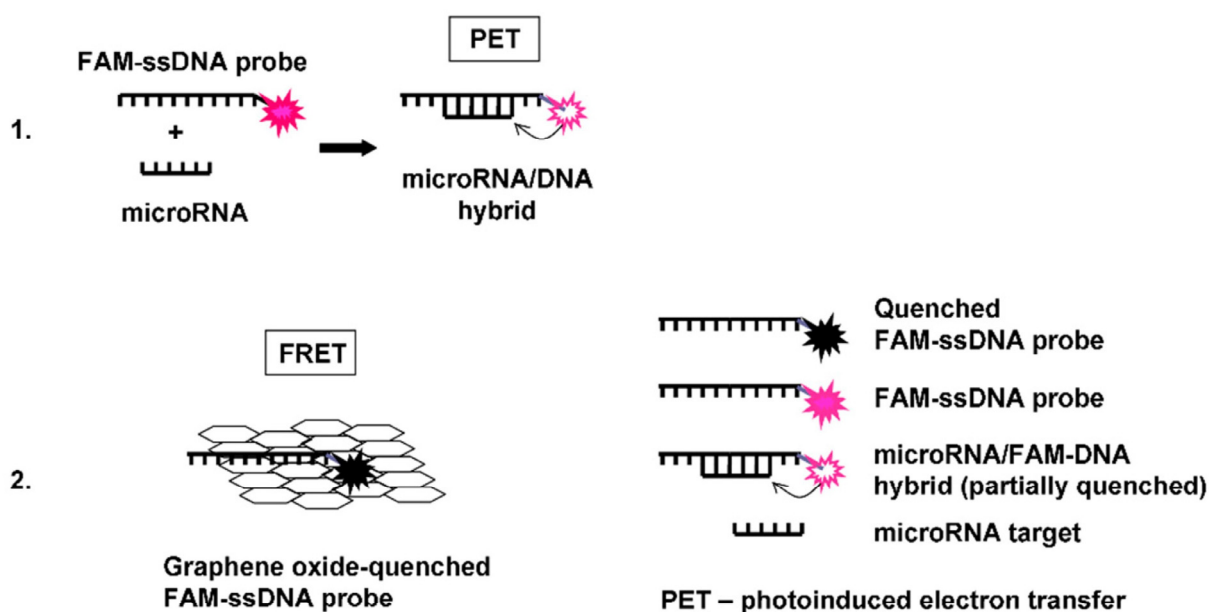 PET
FAM-ssDNA probe
1.
+
microRNA
microRNA/DNA
hybrid
FRET
2.
Graphene oxide-quenched
FAM-ssDNA probe
Quenched
FAM-ssDNA probe
FAM-ssDNA probe
microRNA/FAM-DNA
hybrid (partially quenched)
microRNA target
PET – photoinduced electron transfer